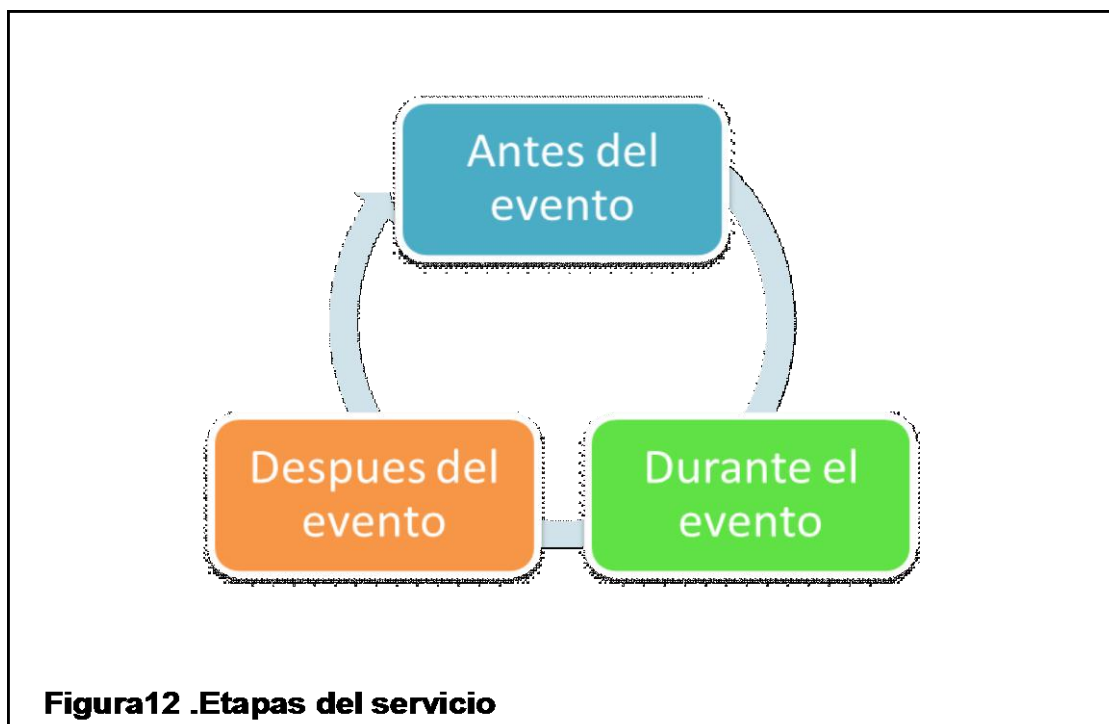 Antes del
evento
Despues del
evento
Durante el
evento
Figura12 .Etapas del servicio